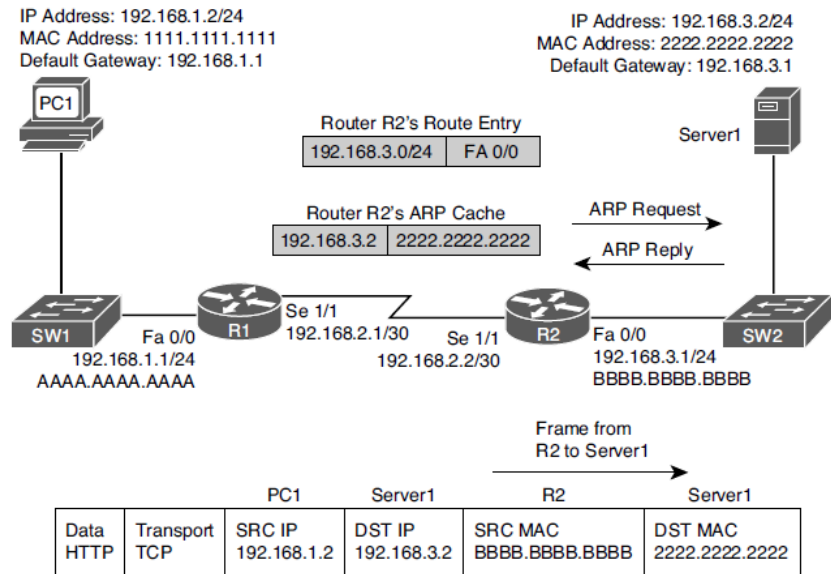 IP Address: 192.168.1.2/24
MAC Address: 1111.1111.1111
Default Gateway: 192.168.1.1
IP Address: 192.168.3.2/24
MAC Address: 2222.2222.2222
Default Gateway: 192.168.3.1
PC1
Server1
Router R2's Route Entry
192.168.3.0/24 FA 0/0
Router R2's ARP Cache
192.168.3.2 2222.2222.2222
ARP Request
ARP Reply
SW1
Fa 0/0
192.168.1.1/24
AAAA.AAAA.AAAA
R1
Se 1/1
192.168.2.1/30
Se 1/1
192.168.2.2/30
R2
Fa 0/0
192.168.3.1/24
BBBB.BBBB.BBBB
SW2
Frame from
R2 to Server1
PC1 Server1 R2 Server1
Data Transport SRC IP DST IP SRC MAC DST MAC
HTTP TCP 192.168.1.2 192.168.3.2 BBBB.BBBB.BBBB 2222.2222.2222